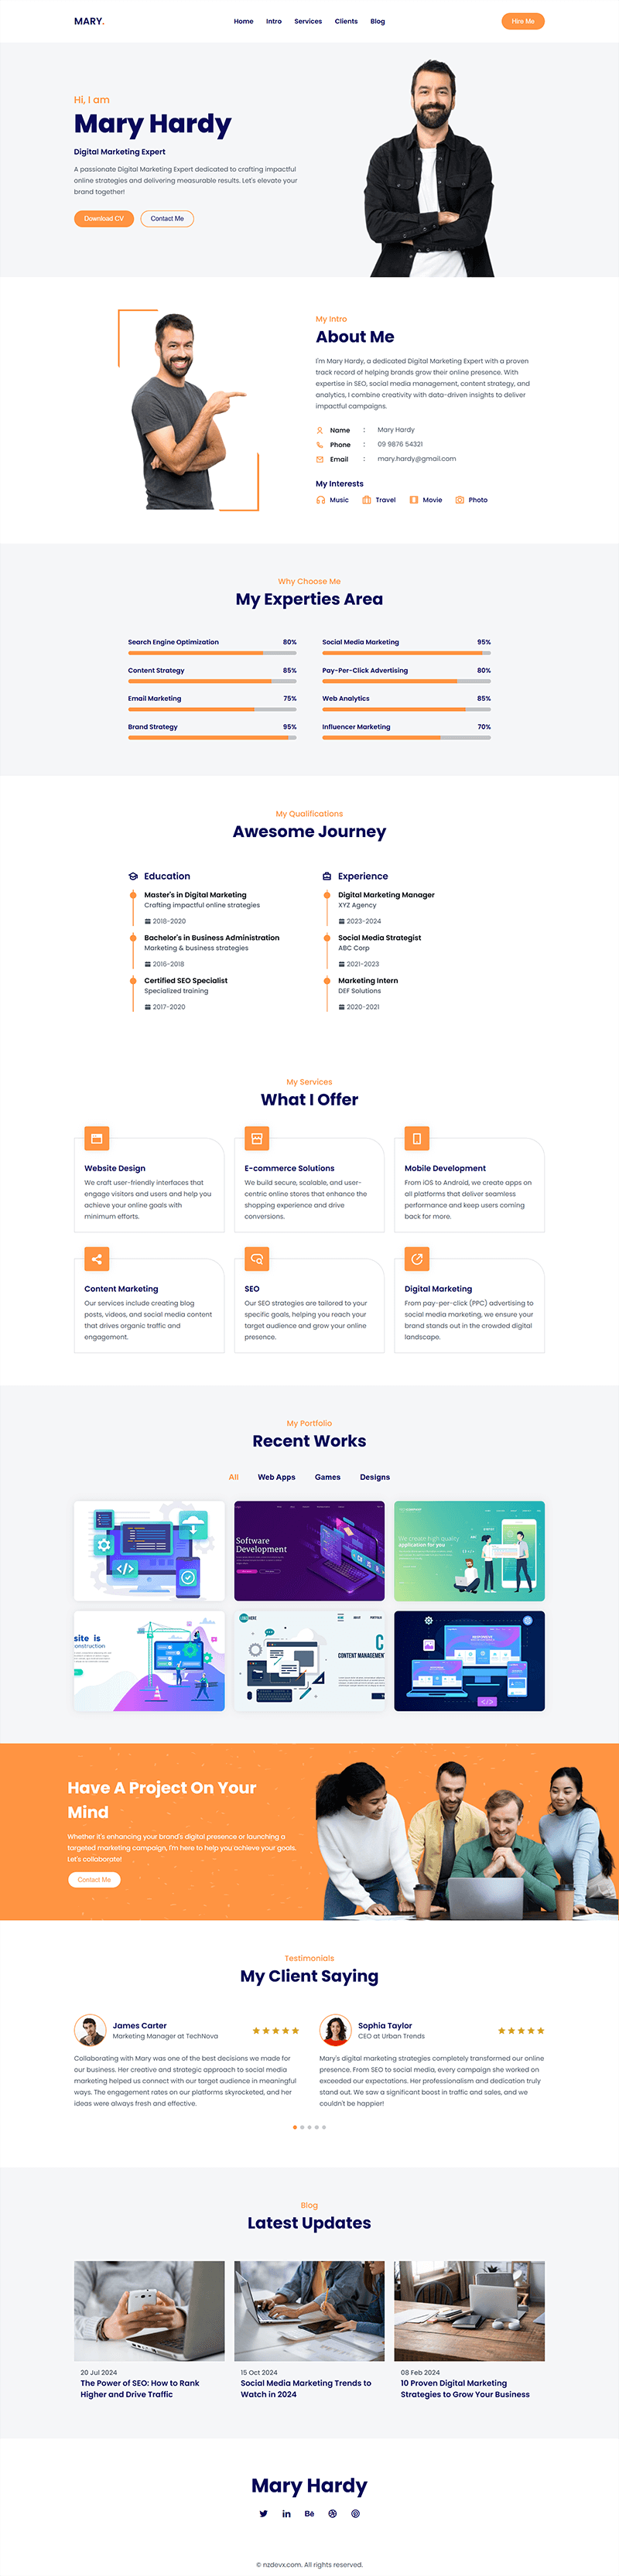 MARY.
Home Intro Services Clients Blog
Hire Me
Hi, I am
Mary Hardy
Digital Marketing Expert
A passionate Digital Marketing Expert dedicated to crafting impactful
online strategies and delivering measurable results. Let's elevate your
brand together!
Download CV Contact Me
My Intro
About Me
I'm Mary Hardy, a dedicated Digital Marketing Expert with a proven
track record of helping brands grow their online presence. With
expertise in SEO, social media management, content strategy, and
analytics, I combine creativity with data-driven insights to deliver
impactful campaigns.
Name : Mary Hardy
Phone : 09 9876 54321
Email : mary.hardy@gmail.com
My Interests
Music Travel Movie Photo
Why Choose Me
My Experties Area
Search Engine Optimization 80%
Social Media Marketing 95%
Content Strategy 85%
Pay-Per-Click Advertising 80%
Email Marketing 75%
Web Analytics 85%
Brand Strategy 95%
Influencer Marketing 70%
My Qualifications
Awesome Journey
Education
Master's in Digital Marketing
Crafting impactful online strategies
2018-2020
Bachelor's in Business Administration
Marketing & business strategies
2016-2018
Certified SEO Specialist
Specialized training
2017-2020
Experience
Digital Marketing Manager
XYZ Agency
2023-2024
Social Media Strategist
ABC Corp
2021-2023
Marketing Intern
DEF Solutions
2020-2021
My Services
What I Offer
Website Design
We craft user-friendly interfaces that
engage visitors and users and help you
achieve your online goals with
minimum efforts.
E-commerce Solutions
We build secure, scalable, and user-
centric online stores that enhance the
shopping experience and drive
conversions.
Mobile Development
From iOS to Android, we create apps on
all platforms that deliver seamless
performance and keep users coming
back for more.
Content Marketing
Our services include creating blog
posts, videos, and social media content
that drives organic traffic and
engagement.
SEO
Our SEO strategies are tailored to your
specific goals, helping you reach your
target audience and grow your online
presence.
Digital Marketing
From pay-per-click (PPC) advertising to
social media marketing, we ensure your
brand stands out in the crowded digital
landscape.
My Portfolio
Recent Works
All Web Apps Games Designs
</>
Software
Development
We create high quality
application for you
site is
onstruction
HERE
C
CONTENT MANAGEMEN
</>
Have A Project On Your
Mind
Whether it's enhancing your brand's digital presence or launching a
targeted marketing campaign, I'm here to help you achieve your goals.
Let's collaborate!
Contact Me
Testimonials
My Client Saying
James Carter
Marketing Manager at TechNova
Collaborating with Mary was one of the best decisions we made for
our business. Her creative and strategic approach to social media
marketing helped us connect with our target audience in meaningful
ways. The engagement rates on our platforms skyrocketed, and her
ideas were always fresh and effective.
Sophia Taylor
CEO at Urban Trends
Mary's digital marketing strategies completely transformed our online
presence. From SEO to social media, every campaign she worked on
exceeded our expectations. Her professionalism and dedication truly
stand out. We saw a significant boost in traffic and sales, and we
couldn't be happier!
Blog
Latest Updates
20 Jul 2024
The Power of SEO: How to Rank
Higher and Drive Traffic
15 Oct 2024
Social Media Marketing Trends to
Watch in 2024
08 Feb 2024
10 Proven Digital Marketing
Strategies to Grow Your Business
Mary Hardy
in Bē
© nzdevx.com. All rights reserved.